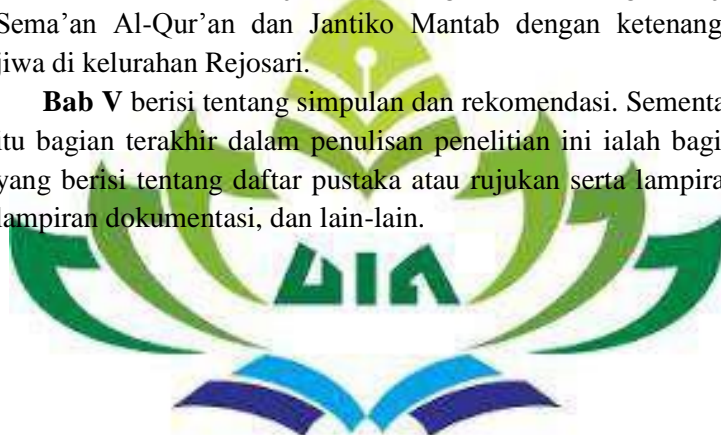 Sema’an Al-Qur’an dan Jantiko Mantab dengan ketenang
jiwa di kelurahan Rejosari.
Bab V berisi tentang simpulan dan rekomendasi. Sementa
itu bagian terakhir dalam penulisan penelitian ini ialah bagi
yang berisi tentang daftar pustaka atau rujukan serta lampira
lampiran dokumentasi, dan lain-lain.
UIN